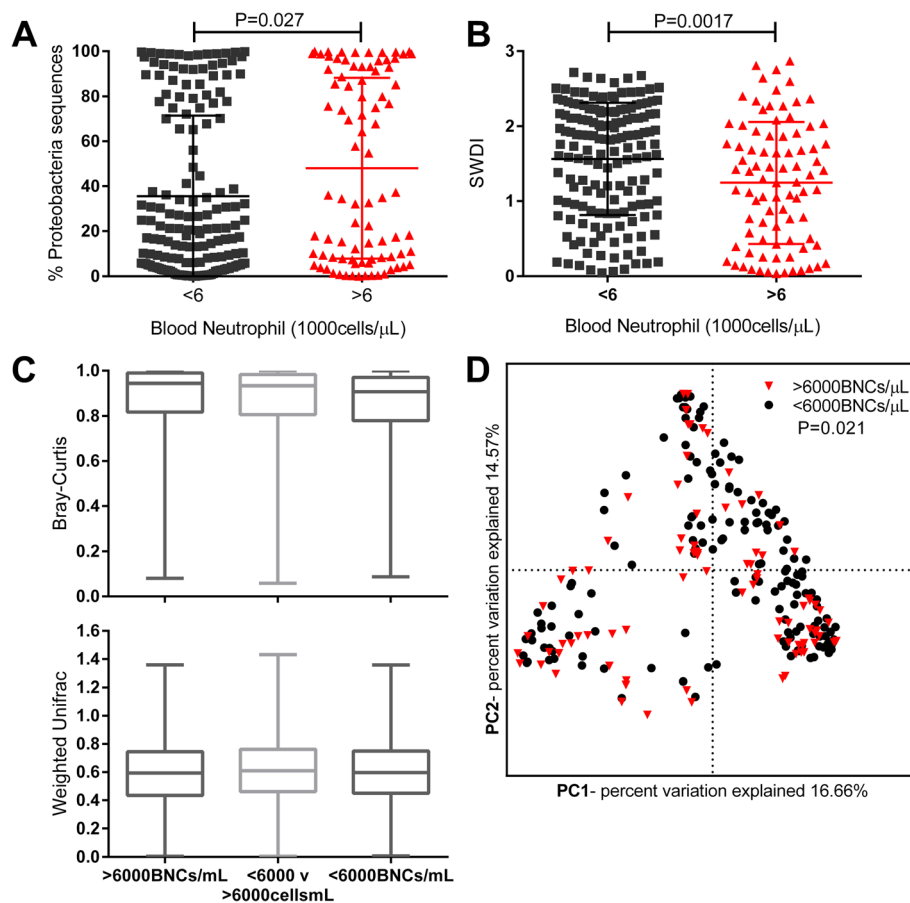 A
P=0.027
% Proteobacteria sequences
100
80
60
40
20
0
<6
>6
Blood Neutrophil (1000cells/μL)
B
P=0.0017
SWDI
3
2
1
0
<6
>6
Blood Neutrophil (1000cells/μL)
C
Bray-Curtis
1.0
0.8
0.6
0.4
0.2
0.0
Weighted Unifrac
1.6
1.4
1.2
1.0
0.8
0.6
0.4
0.2
0.0
>6000BNCs/mL
<6000 v
>6000cellsmL
<6000BNCs/mL
D
>6000BNCs/μL
<6000BNCs/μL
P=0.021
PC2- percent variation explained 14.57%
PC1- percent variation explained 16.66%